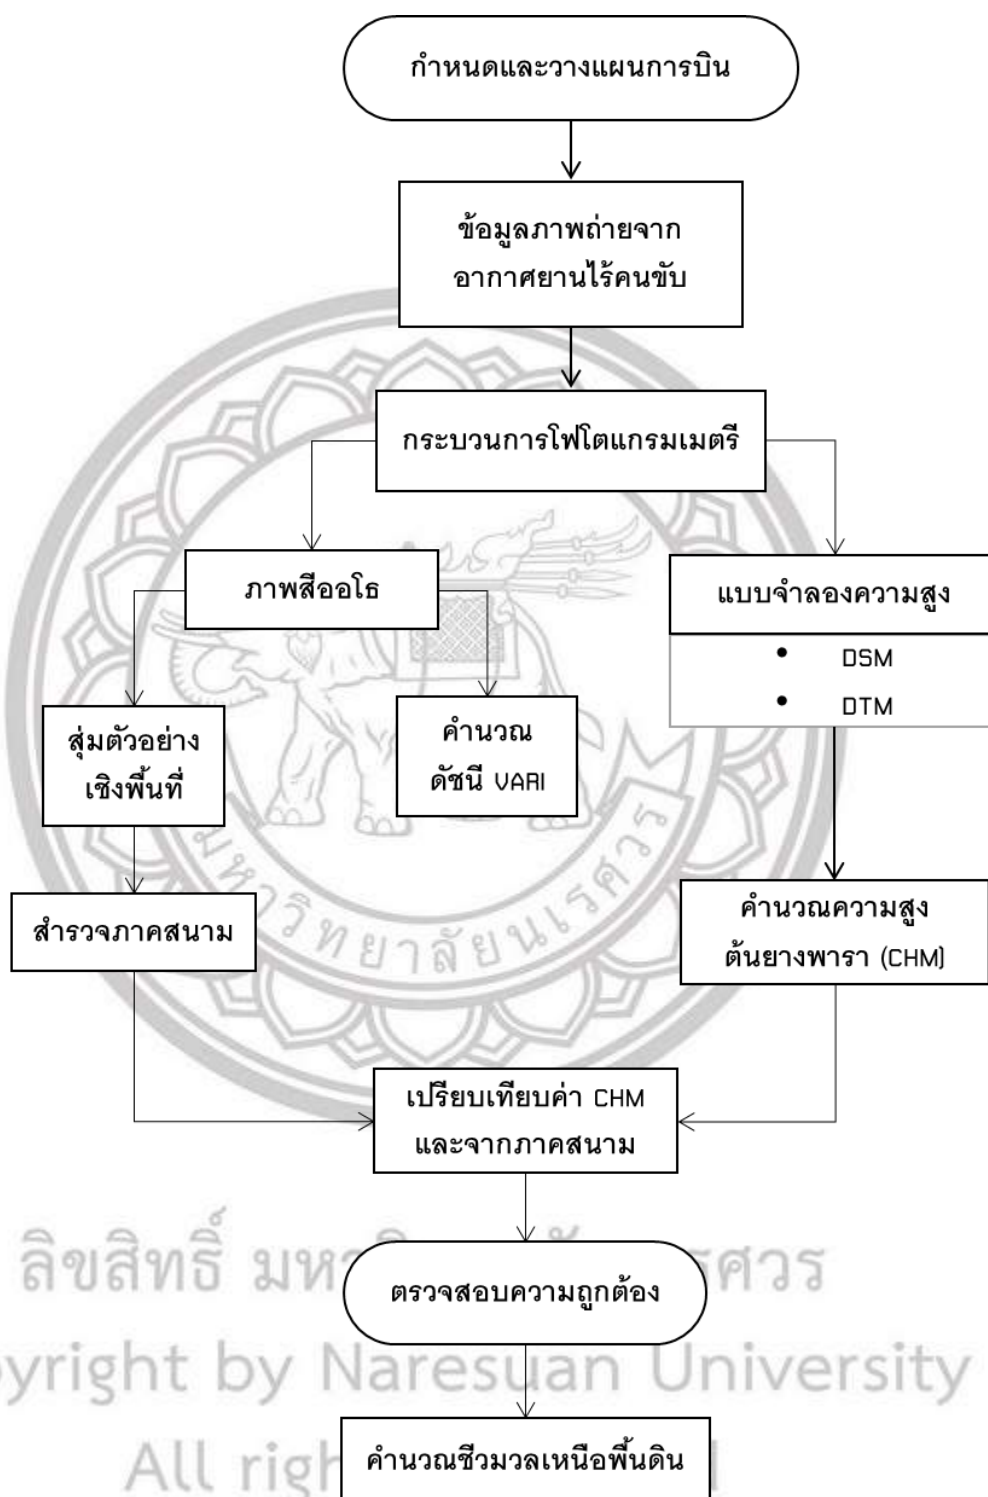 กำหนดและวางแผนการบิน
ข้อมูลภาพถ่ายจาก
อากาศยานไร้คนขับ
กระบวนการโฟโตแกรมเมตรี
ภาพสีออโธ
แบบจำลองความสูง
• DSM
• DTM
สุ่มตัวอย่าง
เชิงพื้นที่
คำนวณ
ดัชนี VARI
สำรวจภาคสนาม
คำนวณความสูง
ต้นยางพารา (CHM)
มหาวิทยาลัยนเรศวร
เปรียบเทียบค่า CHM
และจากภาคสนาม
ลิขสิทธิ์
ตรวจสอบความถูกต้อง
by Naresuan University
All
คำนวณชีวมวลเหนือพื้นดิน